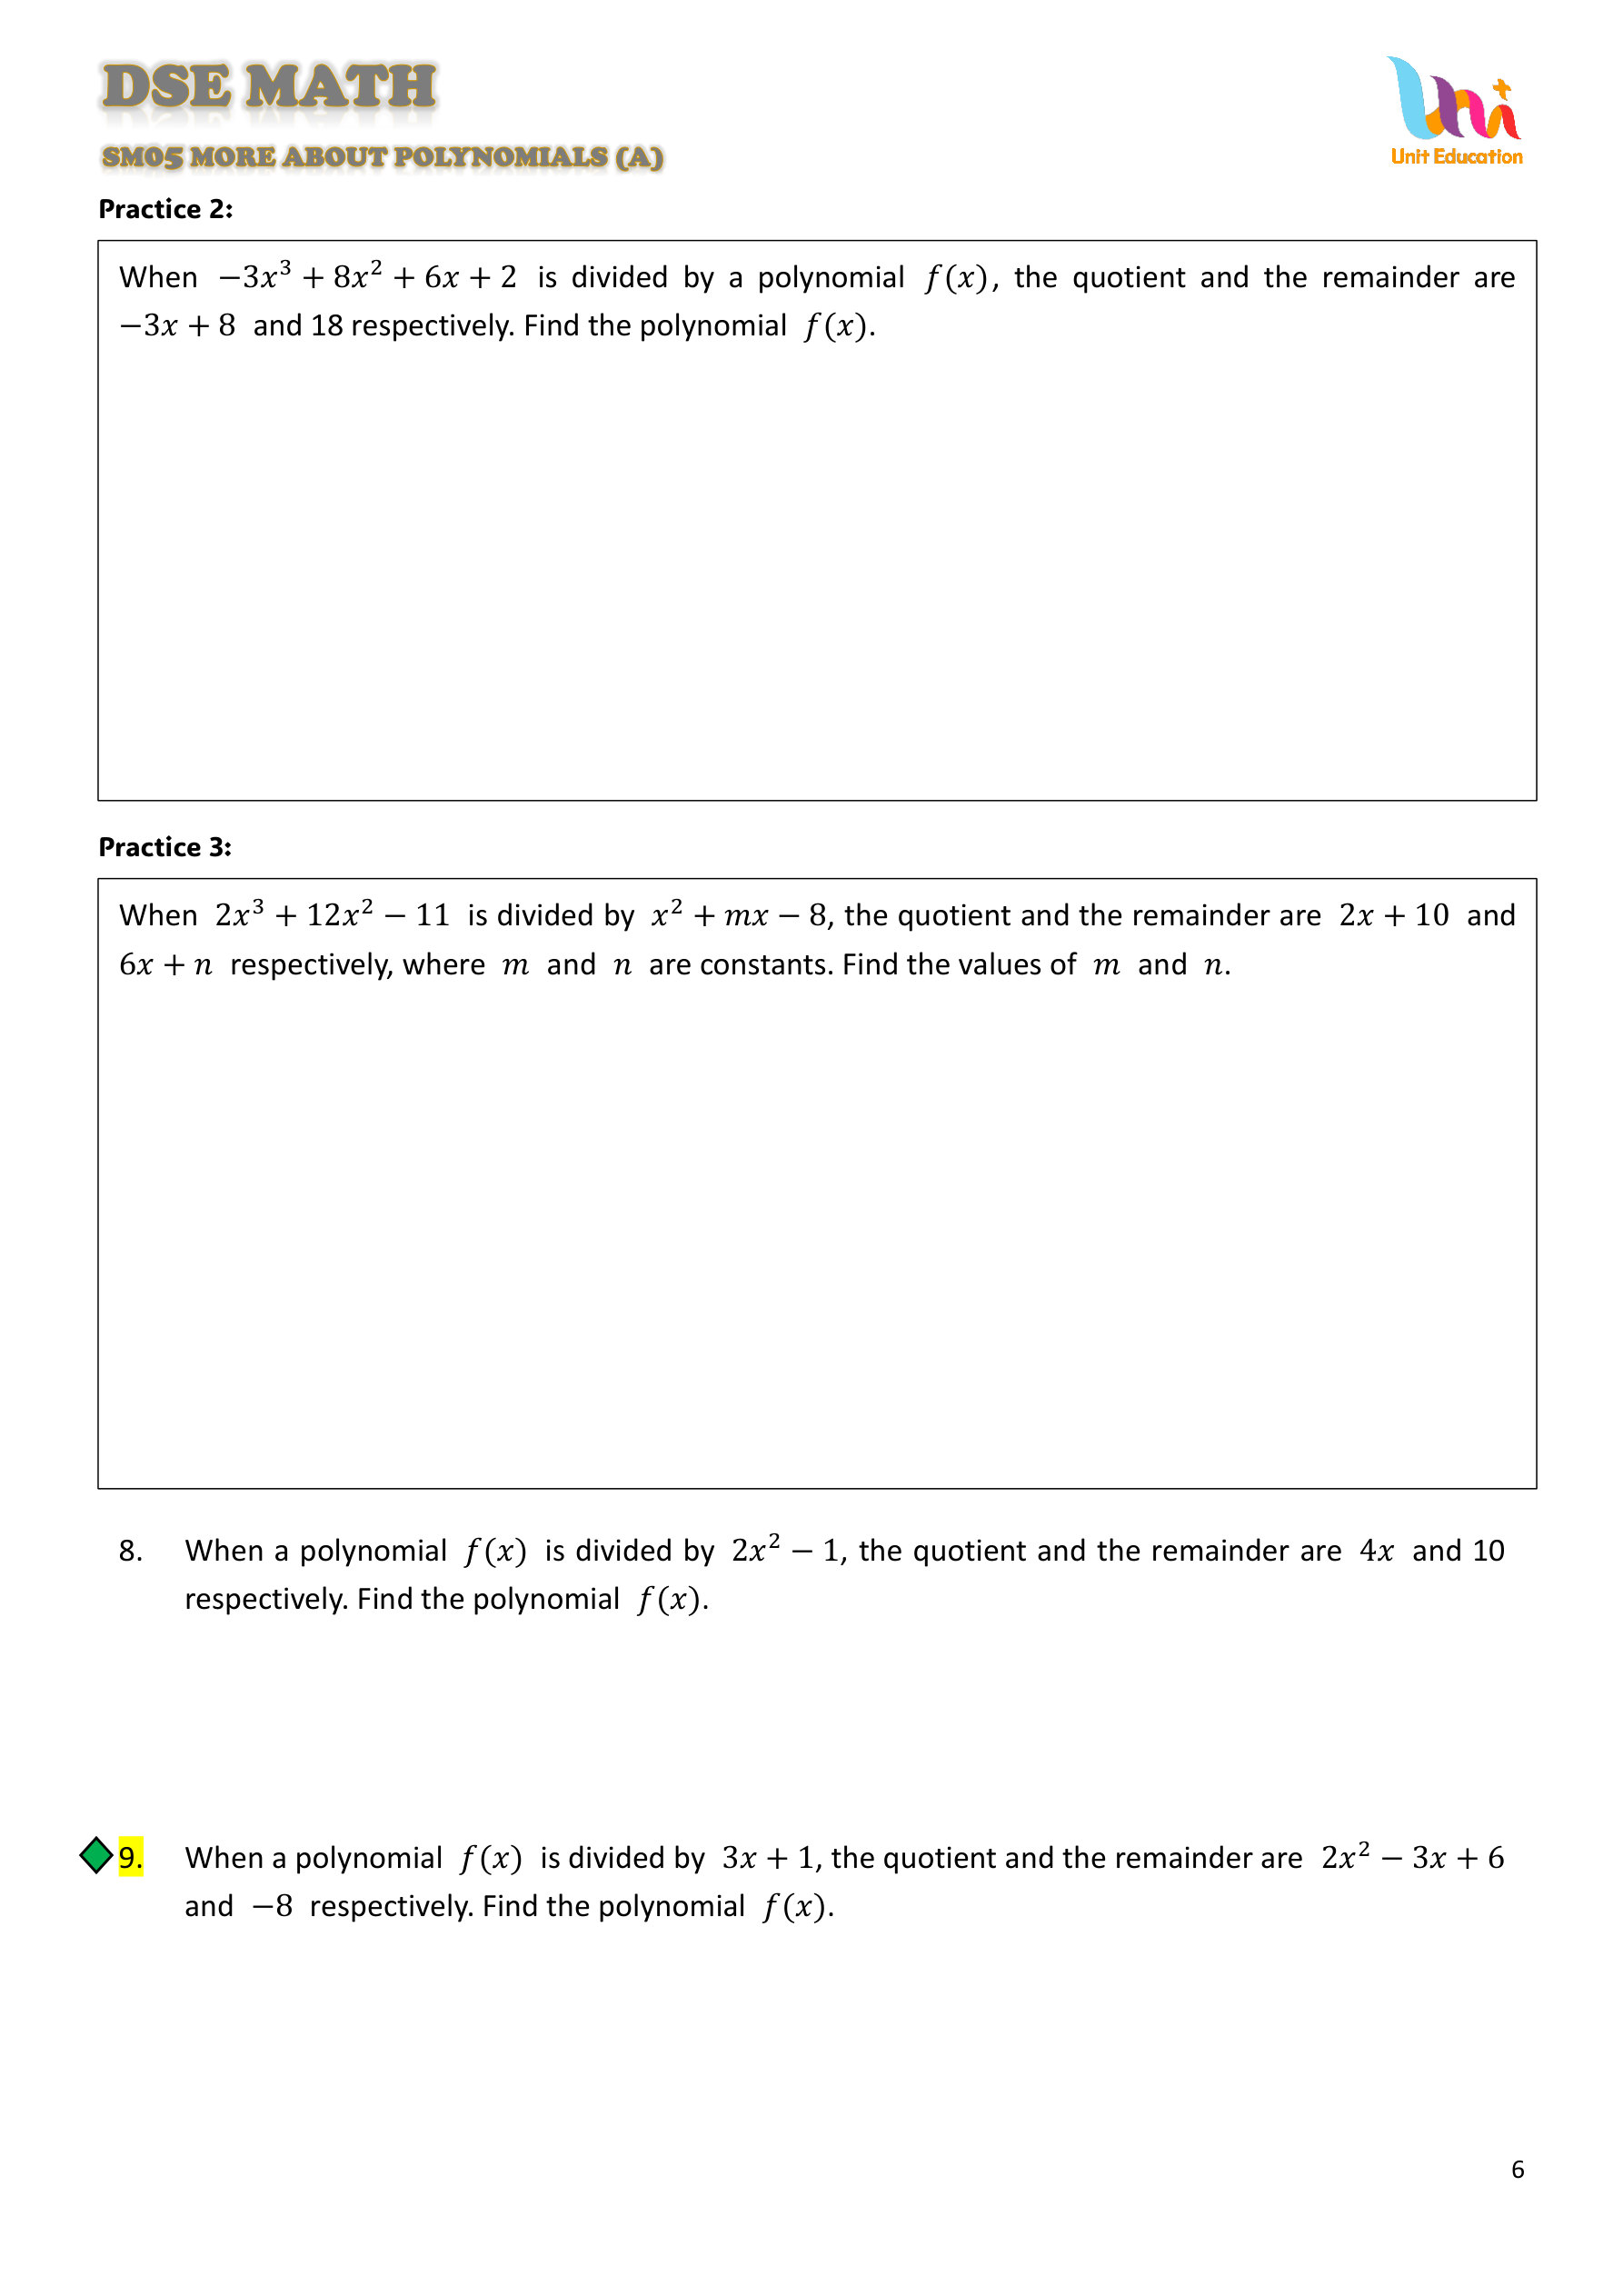 DSE MATH
SM05 MORE ABOUT POLYNOMIALS (A)
Unit Education
Practice 2:
When −3x³ + 8x² + 6x + 2 is divided by a polynomial f(x), the quotient and the remainder are
−3x + 8 and 18 respectively. Find the polynomial f(x).
Practice 3:
When 2x³ + 12x² − 11 is divided by x² + mx − 8, the quotient and the remainder are 2x + 10 and
6x + n respectively, where m and n are constants. Find the values of m and n.
8. When a polynomial f(x) is divided by 2x² − 1, the quotient and the remainder are 4x and 10
respectively. Find the polynomial f(x).
9. When a polynomial f(x) is divided by 3x + 1, the quotient and the remainder are 2x² − 3x + 6
and −8 respectively. Find the polynomial f(x).
6